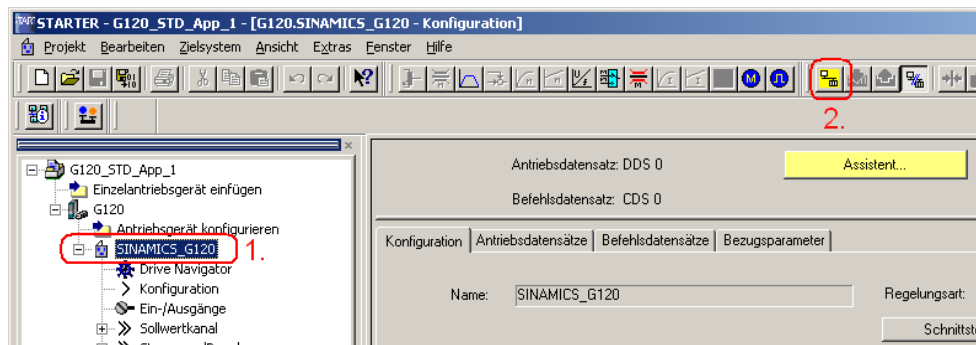 STARTER - G120_STD_App_1 - [G120.SINAMICS_G120 - Konfiguration]
Projekt Bearbeiten Zielsystem Ansicht Extras Fenster Hilfe
2.
G120_STD_App_1
Einzelantriebsgerät einfügen
G120
Antriebsgerät konfigurieren
SINAMICS_G120
1.
Drive Navigator
Konfiguration
Ein-/Ausgänge
Sollwertkanal
Antriebsdatensatz: DDS 0
Assistent...
Befehlsdatensatz: CDS 0
Konfiguration Antriebsdatensätze Befehlsdatensätze Bezugsparameter
Name: SINAMICS_G120 Regelungsart: